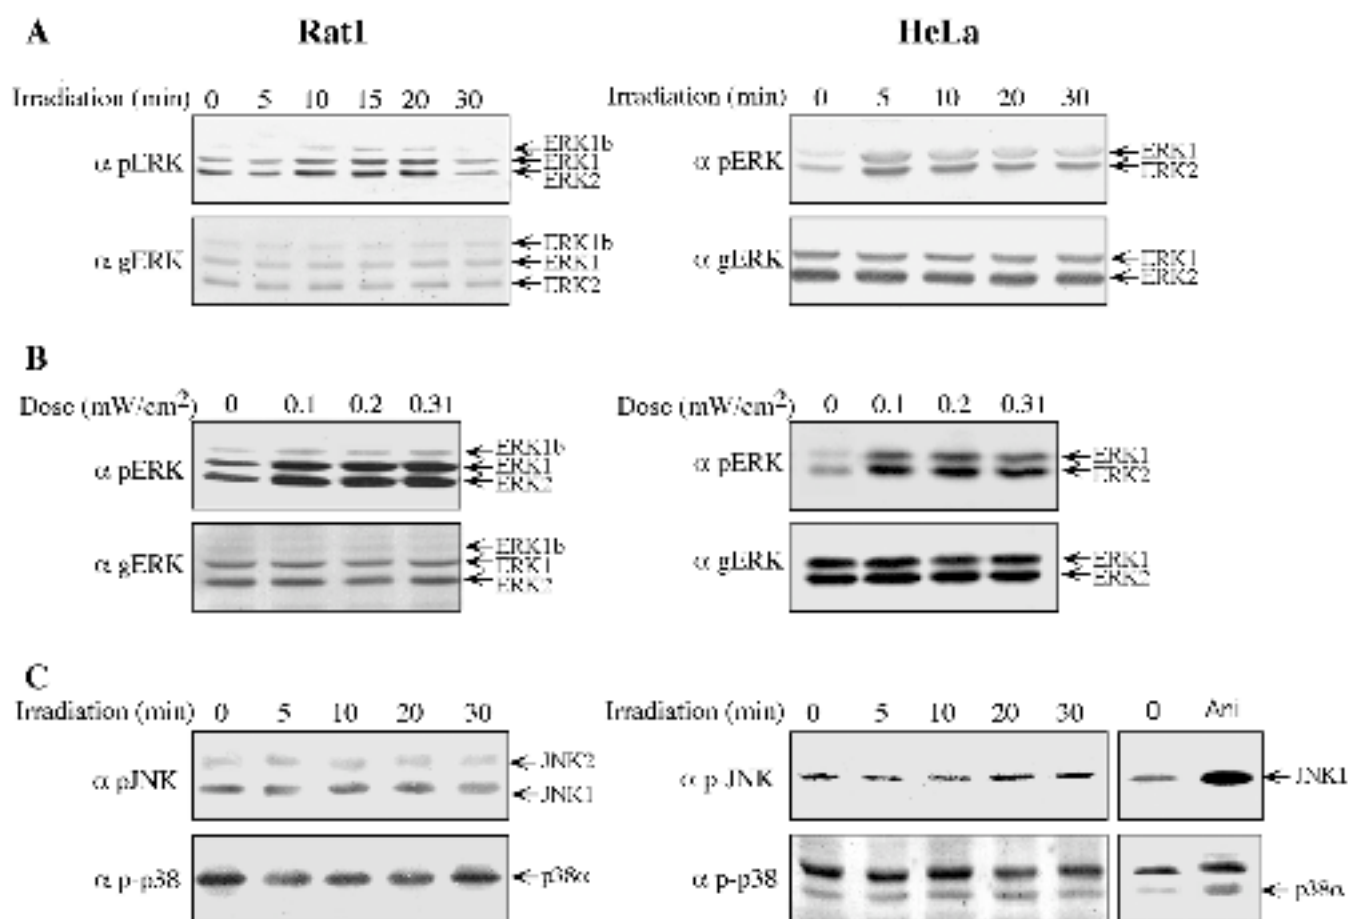 A
Rat1 HeLa
Irradiation (min) 0 5 10 15 20 30
Irradiation (min) 0 5 10 20 30
α pERK
ERK1b
ERK1
ERK2
α pERK
ERK1
ERK2
α gERK
ERK1b
ERK1
ERK2
α gERK
ERK1
ERK2
B
Dose (mW/cm²) 0 0.1 0.2 0.31
Dose (mW/cm²) 0 0.1 0.2 0.31
α pERK
ERK1b
ERK1
ERK2
α pERK
ERK1
ERK2
α gERK
ERK1b
ERK1
ERK2
α gERK
ERK1
ERK2
C
Irradiation (min) 0 5 10 20 30
Irradiation (min) 0 5 10 20 30 0 Ani
α pJNK
JNK2
JNK1
α p-JNK
JNK1
α p-p38
p38α
α p-p38
p38α